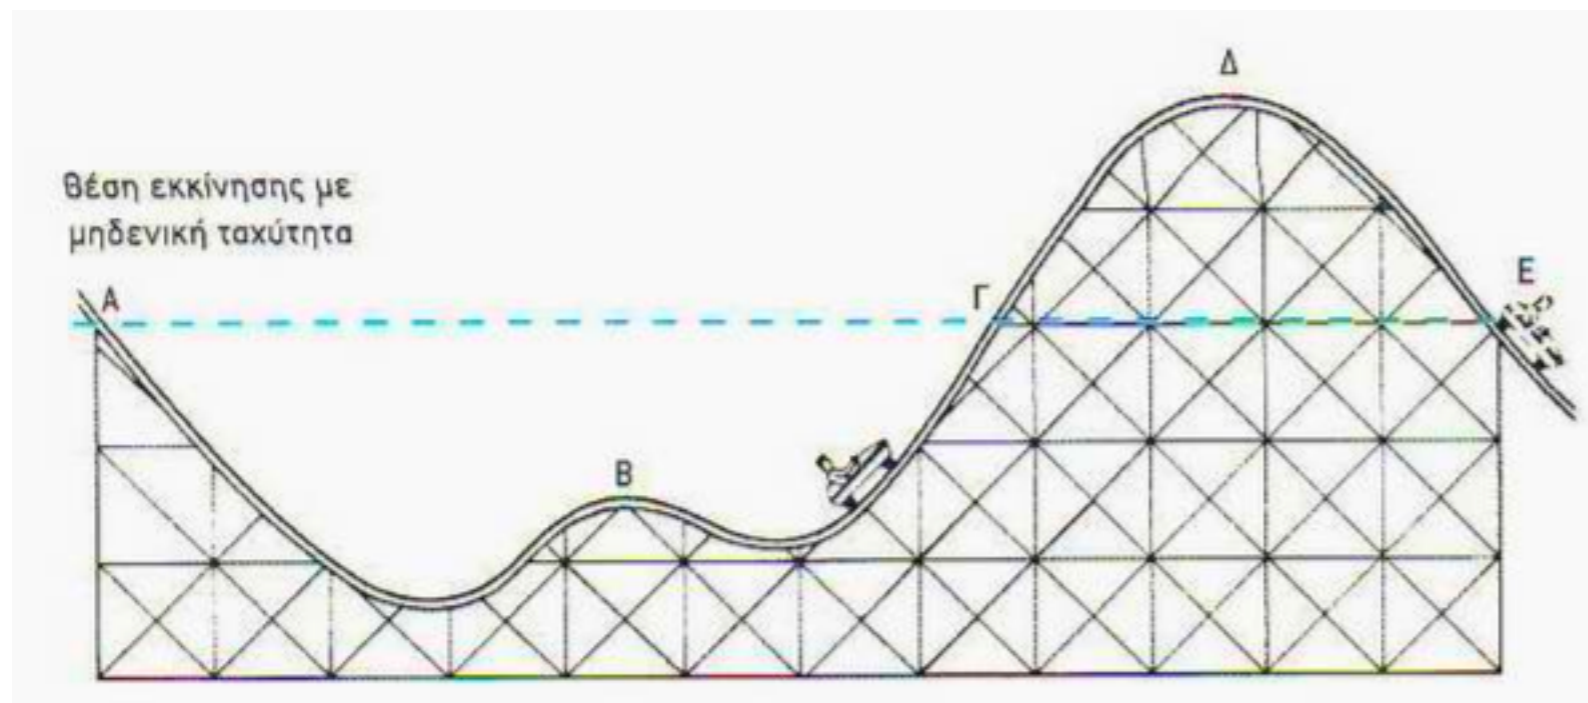 Δ
θέση εκκίνησης με
μηδενική ταχύτητα
Α
Γ
Ε
Β